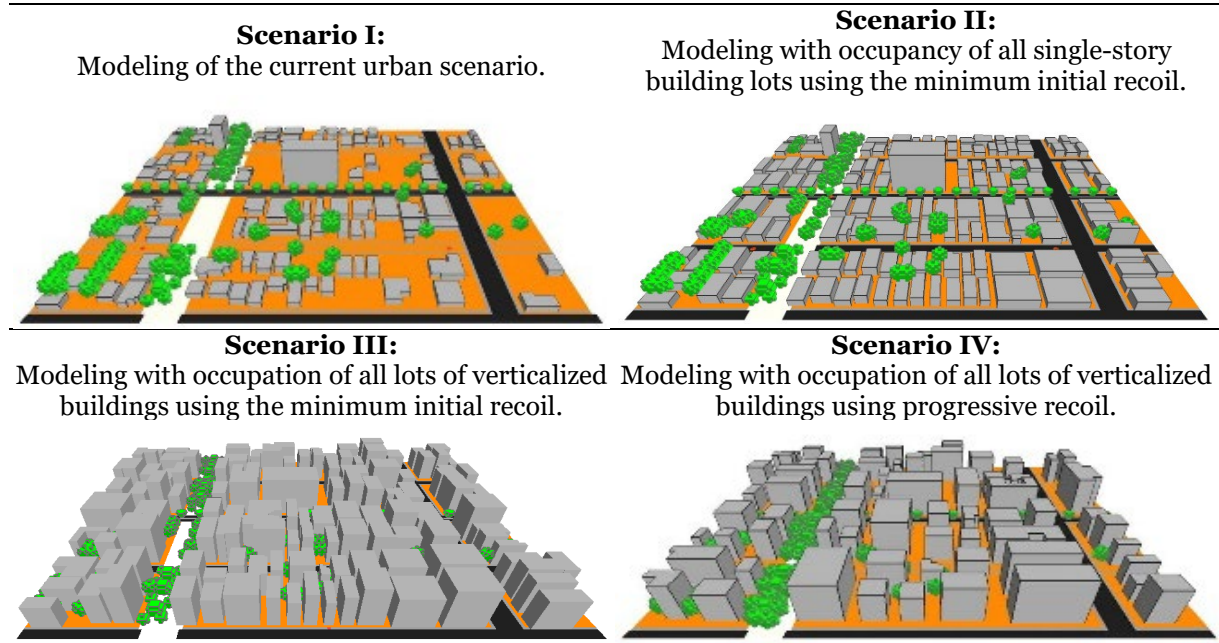 Scenario I:
Modeling of the current urban scenario.
Scenario II:
Modeling with occupancy of all single-story
building lots using the minimum initial recoil.
Scenario III:
Modeling with occupation of all lots of verticalized
buildings using the minimum initial recoil.
Scenario IV:
Modeling with occupation of all lots of verticalized
buildings using progressive recoil.